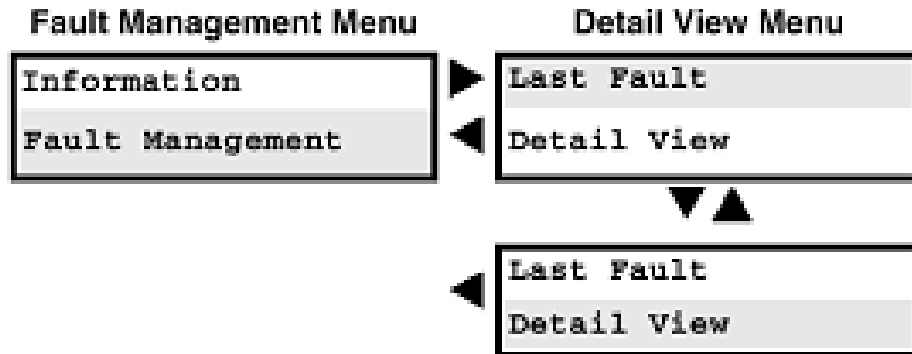 Fault Management Menu
Detail View Menu
Information
Fault Management
Last Fault
Detail View
Last Fault
Detail View